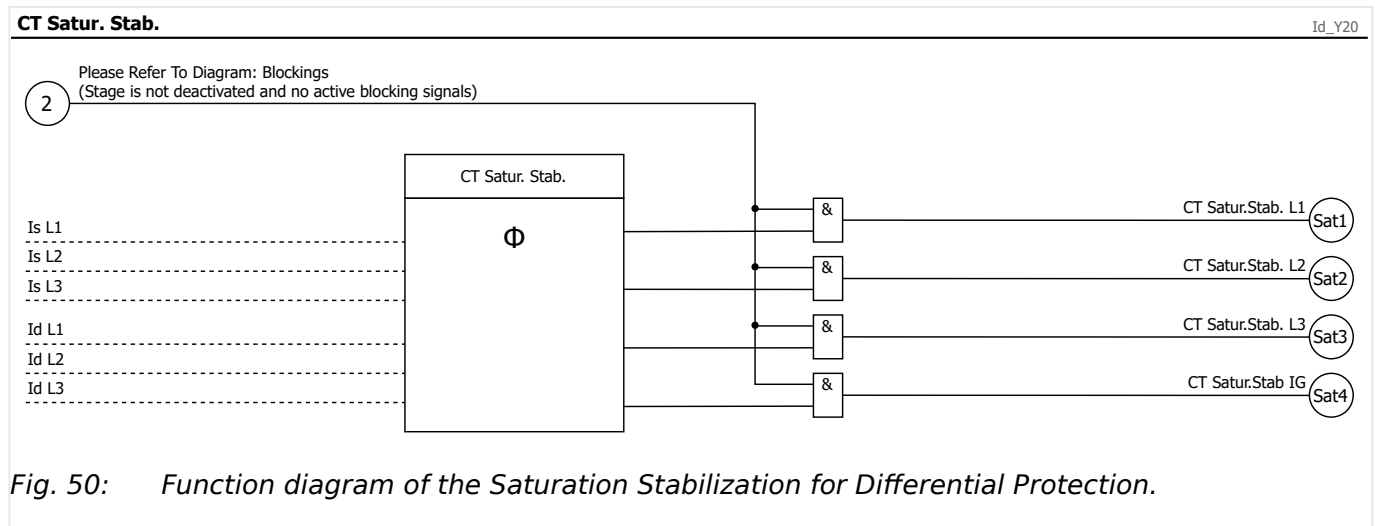 CT Satur. Stab.
Id_Y20
Please Refer To Diagram: Blockings
(Stage is not deactivated and no active blocking signals)
2
CT Satur. Stab.
Φ
Is L1
Is L2
Is L3
Id L1
Id L2
Id L3
&
CT Satur.Stab. L1
Sat1
&
CT Satur.Stab. L2
Sat2
&
CT Satur.Stab. L3
Sat3
&
CT Satur.Stab IG
Sat4
Fig. 50: Function diagram of the Saturation Stabilization for Differential Protection.